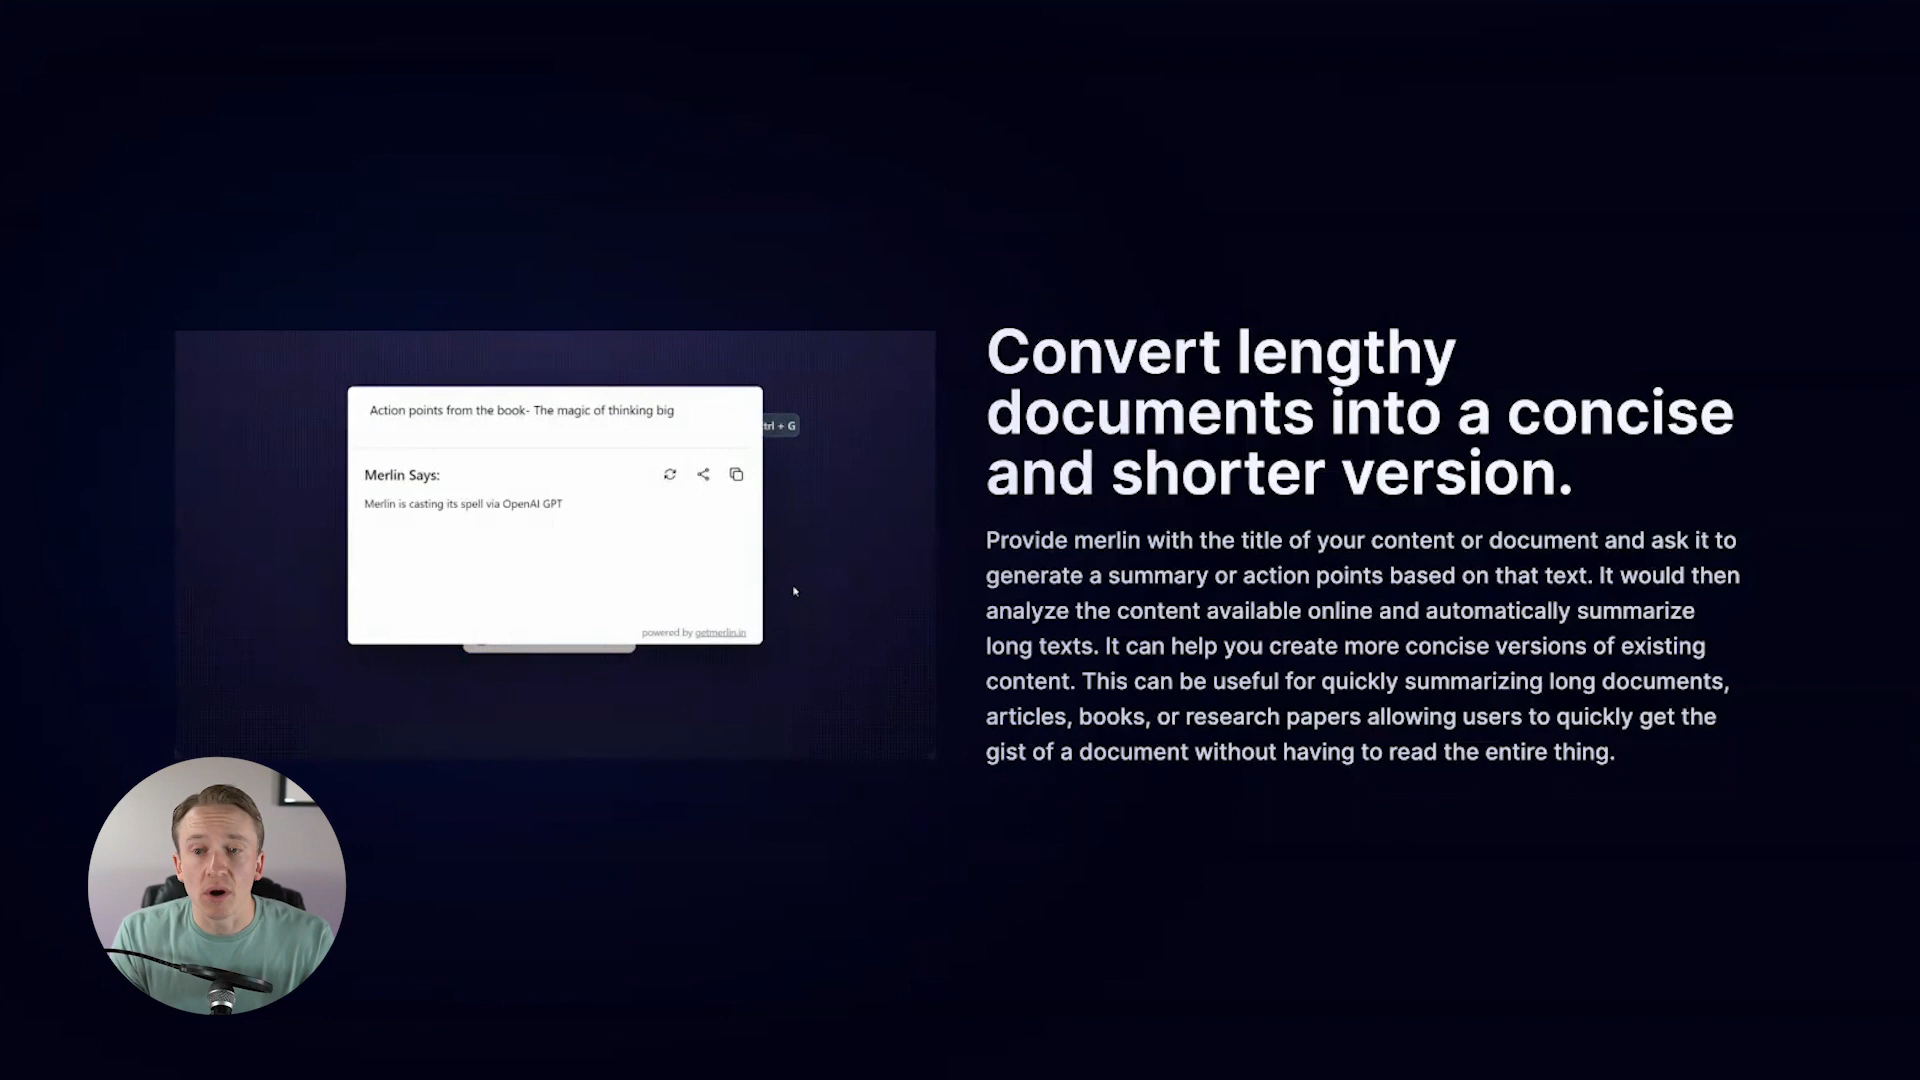 Action points from the book- The magic of thinking big
trl + G
Merlin Says:
Merlin is casting its spell via OpenAI GPT
powered by getmerlin.in
Convert lengthy
documents into a concise
and shorter version.
Provide merlin with the title of your content or document and ask it to
generate a summary or action points based on that text. It would then
analyze the content available online and automatically summarize
long texts. It can help you create more concise versions of existing
content. This can be useful for quickly summarizing long documents,
articles, books, or research papers allowing users to quickly get the
gist of a document without having to read the entire thing.